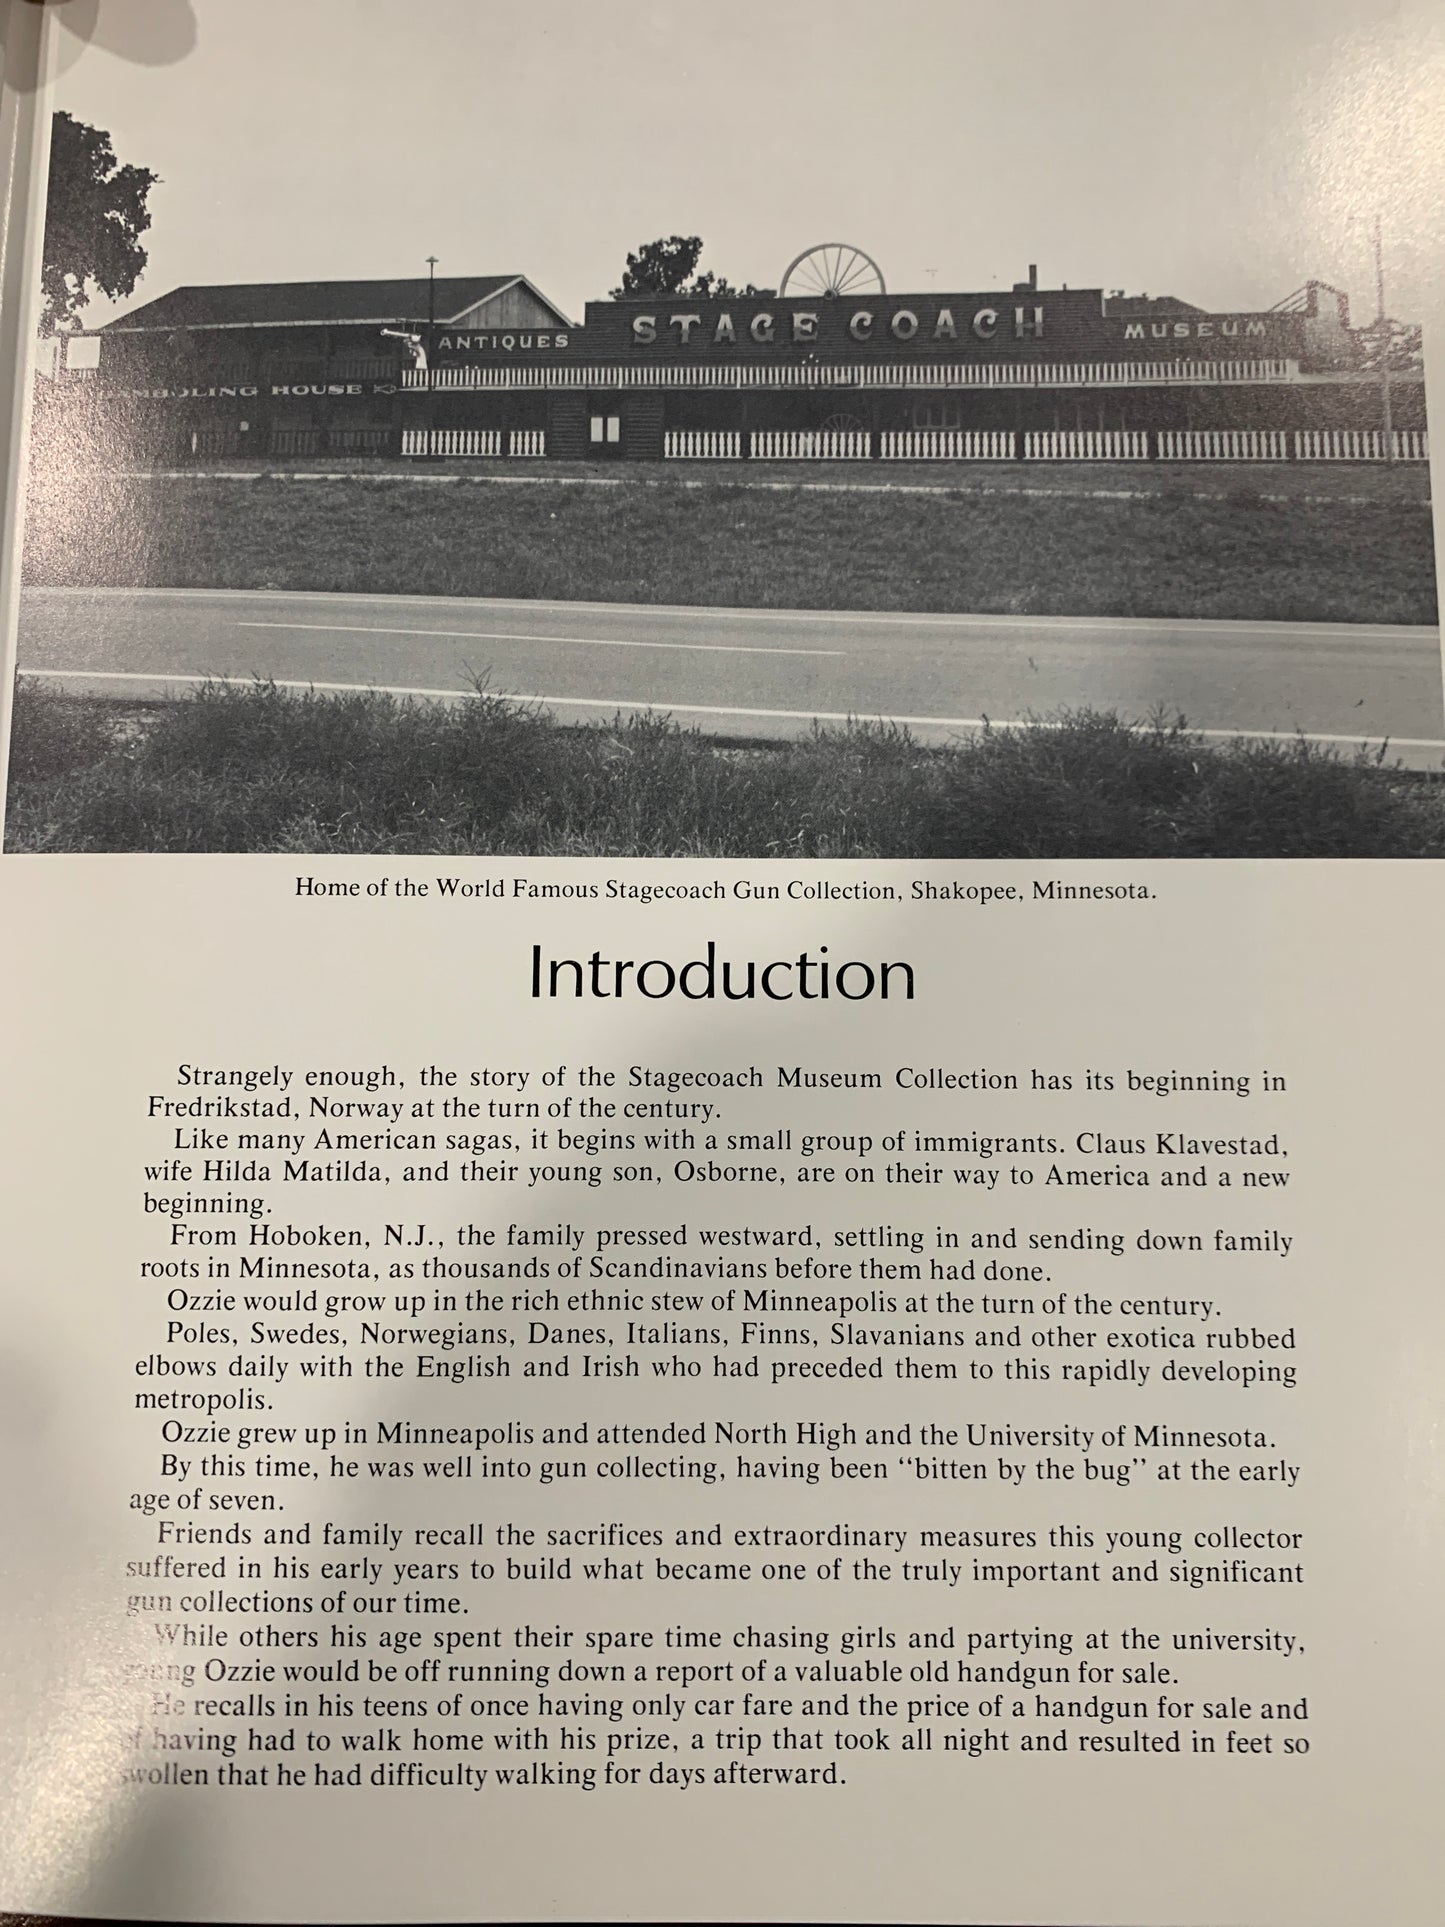 ANTIQUES
STAGE COACH
MUSEUM
HOUSE
Home of the World Famous Stagecoach Gun Collection, Shakopee, Minnesota.
Introduction
Strangely enough, the story of the Stagecoach Museum Collection has its beginning in
Fredrikstad, Norway at the turn of the century.
Like many American sagas, it begins with a small group of immigrants. Claus Klavestad,
wife Hilda Matilda, and their young son, Osborne, are on their way to America and a new
beginning.
From Hoboken, N.J., the family pressed westward, settling in and sending down family
roots in Minnesota, as thousands of Scandinavians before them had done.
Ozzie would grow up in the rich ethnic stew of Minneapolis at the turn of the century.
Poles, Swedes, Norwegians, Danes, Italians, Finns, Slavanians and other exotica rubbed
elbows daily with the English and Irish who had preceded them to this rapidly developing
metropolis.
Ozzie grew up in Minneapolis and attended North High and the University of Minnesota.
By this time, he was well into gun collecting, having been “bitten by the bug” at the early
age of seven.
Friends and family recall the sacrifices and extraordinary measures this young collector
suffered in his early years to build what became one of the truly important and significant
gun collections of our time.
While others his age spent their spare time chasing girls and partying at the university,
young Ozzie would be off running down a report of a valuable old handgun for sale.
He recalls in his teens of once having only car fare and the price of a handgun for sale and
of having had to walk home with his prize, a trip that took all night and resulted in feet so
swollen that he had difficulty walking for days afterward.